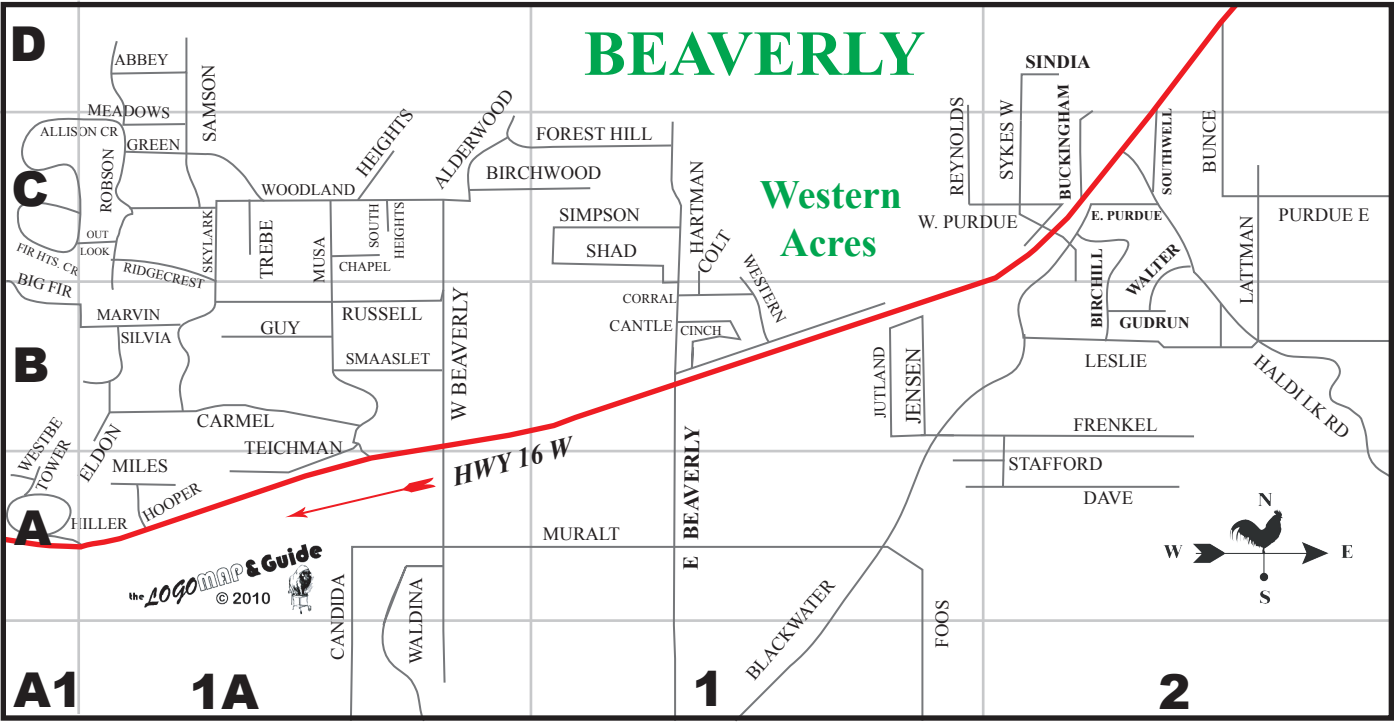 BEAVERLY
D
ABBEY
SINDIA
MEADOWS
SAMSON
ALLISON CR
GREEN
HEIGHTS
ALDERWOOD
FOREST HILL
REYNOLDS
SYKES W
BUCKINGHAM
SOUTHWELL
BUNCE
C
ROBSON
WOODLAND
BIRCHWOOD
Western
Acres
SIMPSON
SHAD
HARTMAN
COLT
WESTERN
W. PURDUE
E. PURDUE
PURDUE E
OUT
LOOK
SKYLARK
TREBE
MUSA
SOUTH
HEIGHTS
CHAPEL
FIR HTS. CR
RIDGECREST
BIG FIR
BIRCHILL
WALTER
LATTMAN
CORRAL
MARVIN
SILVIA
GUY
RUSSELL
W BEAVERLY
CANTLE
CINCH
GUDRUN
B
SMAASLET
JUTLAND
JENSEN
LESLIE
HALDI LK RD
CARMEL
TEICHMAN
FRENKEL
WESTBE
TOWER
ELDON
MILES
HOOPER
HWY 16 W
E BEAVERLY
STAFFORD
DAVE
A
HILLER
MURALT
N
W
E
S
the LOGOMAP & Guide
© 2010
CANDIDA
WALDINA
BLACKWATER
FOOS
A1
1A
1
2